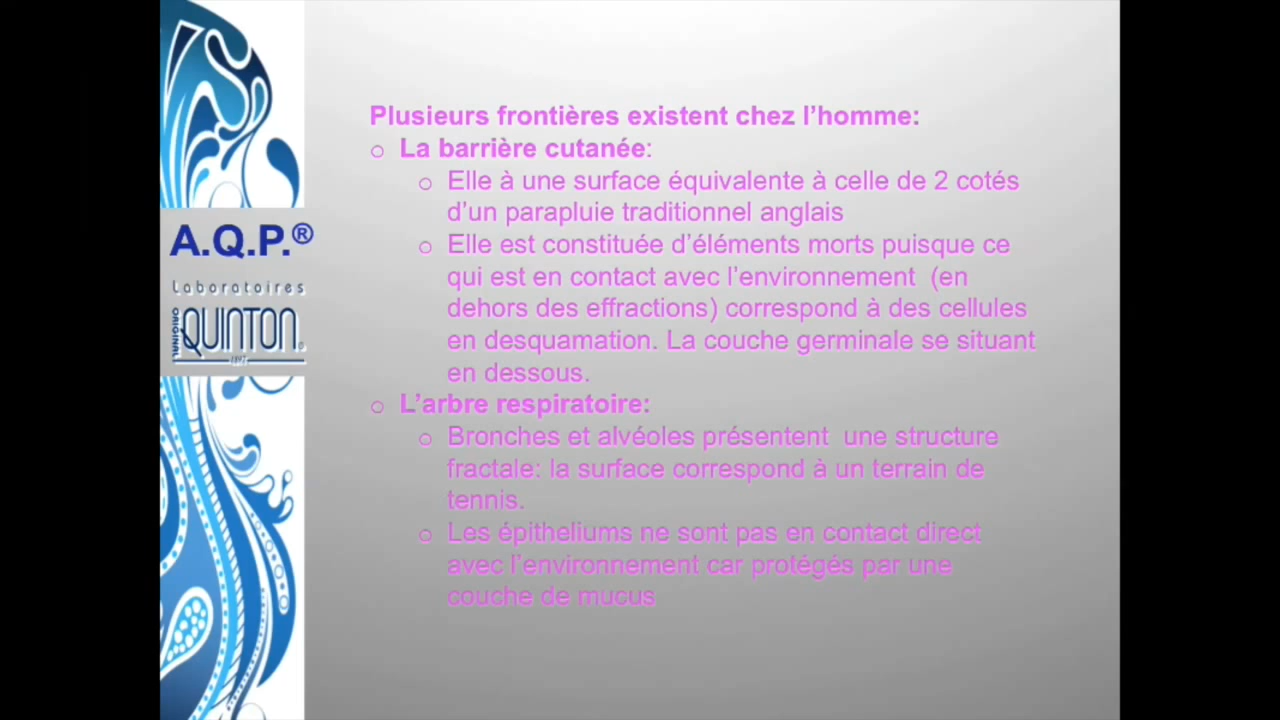 Plusieurs frontières existent chez l'homme:
o La barrière cutanée:
o Elle à une surface équivalente à celle de 2 cotés
d'un parapluie traditionnel anglais
o Elle est constituée d'éléments morts puisque ce
qui est en contact avec l'environnement (en
dehors des effractions) correspond à des cellules
en desquamation. La couche germinale se situant
en dessous.
o L'arbre respiratoire:
o Bronches et alvéoles présentent une structure
fractale: la surface correspond à un terrain de
tennis.
o Les épitheliums ne sont pas en contact direct
avec l'environnement car protégés par une
couche de mucus
A.Q.P.®
Laboratoires
ORIGINAL QUINTON